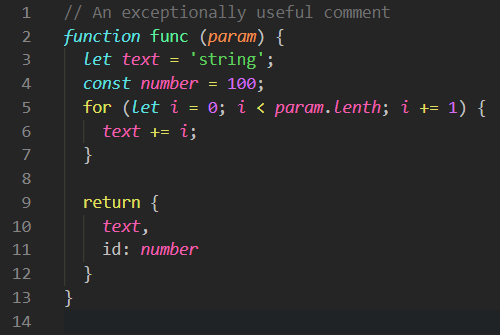 1 // An exceptionally useful comment
2 function func (param) {
3   let text = 'string';
4   const number = 100;
5   for (let i = 0; i < param.lenth; i += 1) {
6     text += i;
7   }
8
9   return {
10     text,
11     id: number
12   }
13 }
14